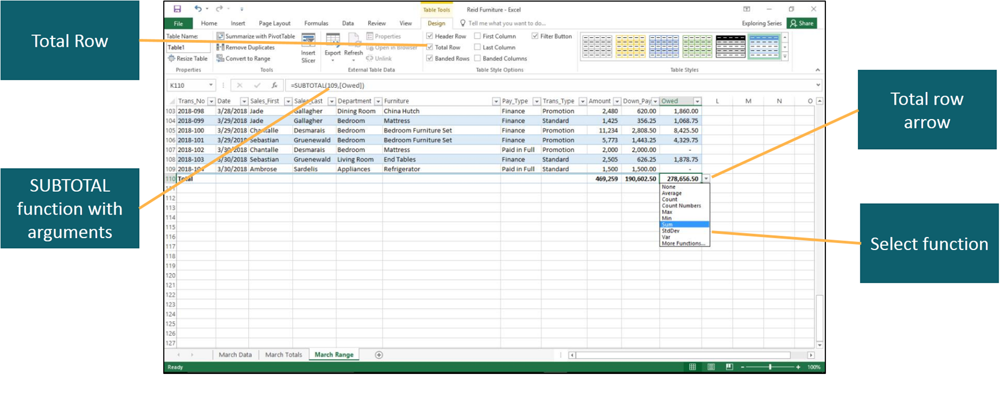 Table Tools
Reid Furniture - Excel
File Home Insert Page Layout Formulas Data Review View Design Tell me what you want to do... Exploring Series Share
Total Row
Table Name:
Table1
Resize Table
Properties
Summarize with PivotTable
Remove Duplicates
Convert to Range
Tools
Insert
Slicer
Export Refresh
Properties
Open in Browser
Unlink
External Table Data
Header Row First Column Filter Button
Total Row Last Column
Banded Rows Banded Columns
Table Style Options
Table Styles
K110 fx =SUBTOTAL(109,[Owed])
Trans_No Date Sales_First Sales_Last Department Furniture Pay_Type Trans_Type Amount Down_Pay Owed L M N O
103 2018-098 3/28/2018 Jade Gallagher Dining Room China Hutch Finance Promotion 2,480 620.00 1,860.00
104 2018-099 3/29/2018 Jade Gallagher Bedroom Mattress Finance Standard 1,425 356.25 1,068.75
105 2018-100 3/29/2018 Chantalle Desmarais Bedroom Bedroom Furniture Set Finance Promotion 11,234 2,808.50 8,425.50
106 2018-101 3/29/2018 Sebastian Gruenewald Bedroom Bedroom Furniture Set Finance Promotion 5,773 1,443.25 4,329.75
107 2018-102 3/30/2018 Chantalle Desmarais Bedroom Mattress Paid in Full Promotion 2,000 2,000.00 -
108 2018-103 3/30/2018 Sebastian Gruenewald Living Room End Tables Finance Standard 2,505 626.25 1,878.75
109 2018-104 3/30/2018 Ambrose Sardelis Appliances Refrigerator Paid in Full Standard 1,500 1,500.00 -
110 Total 469,259 190,602.50 278,656.50
None
Average
Count
Count Numbers
Max
Min
Sum
StdDev
Var
More Functions...
111
112
113
114
115
116
117
118
119
120
121
122
123
124
125
126
127
SUBTOTAL
function with
arguments
Total row
arrow
Select function
March Data March Totals March Range
Ready 100%